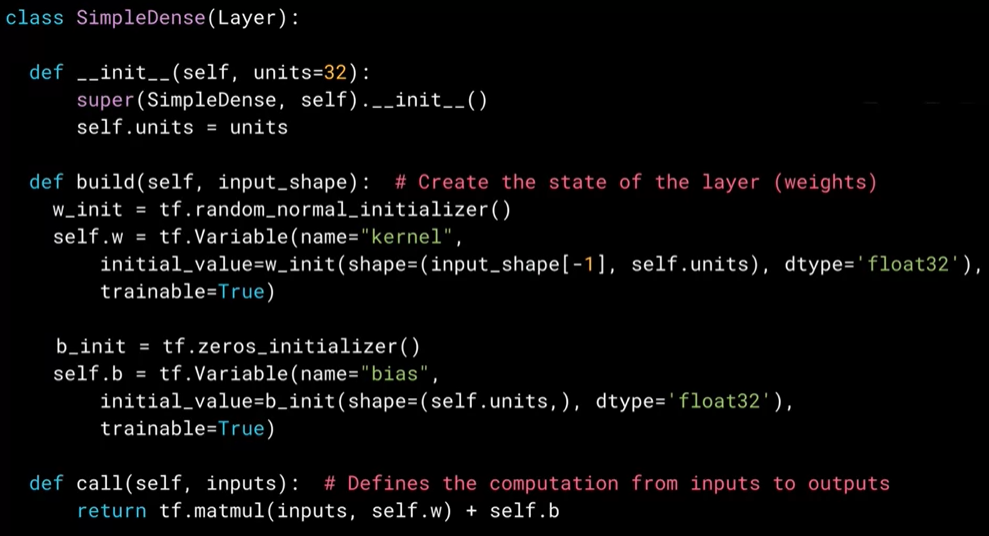 class SimpleDense(Layer):
def __init__(self, units=32):
super(SimpleDense, self).__init__()
self.units = units
def build(self, input_shape):  # Create the state of the layer (weights)
w_init = tf.random_normal_initializer()
self.w = tf.Variable(name="kernel",
initial_value=w_init(shape=(input_shape[-1], self.units), dtype='float32'),
trainable=True)
b_init = tf.zeros_initializer()
self.b = tf.Variable(name="bias",
initial_value=b_init(shape=(self.units,), dtype='float32'),
trainable=True)
def call(self, inputs):  # Defines the computation from inputs to outputs
return tf.matmul(inputs, self.w) + self.b